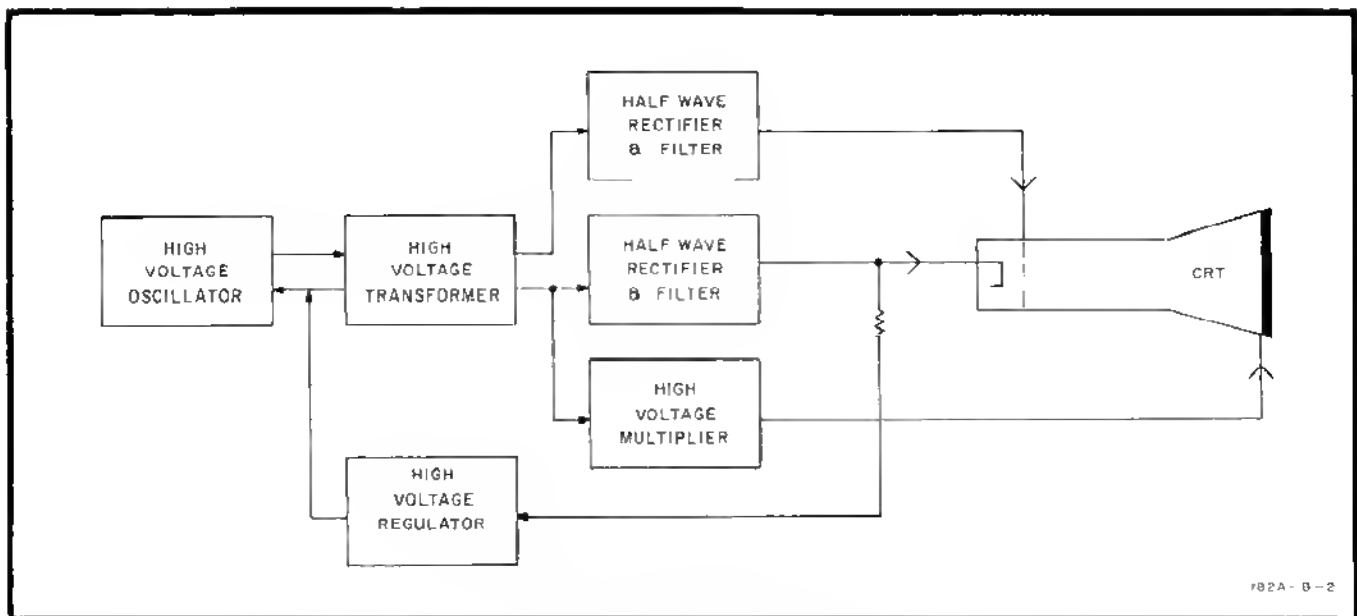 HALF WAVE
RECTIFIER
& FILTER
HIGH
VOLTAGE
OSCILLATOR
HIGH
VOLTAGE
TRANSFORMER
HALF WAVE
RECTIFIER
& FILTER
CRT
HIGH
VOLTAGE
MULTIPLIER
HIGH
VOLTAGE
REGULATOR
182A-B-2